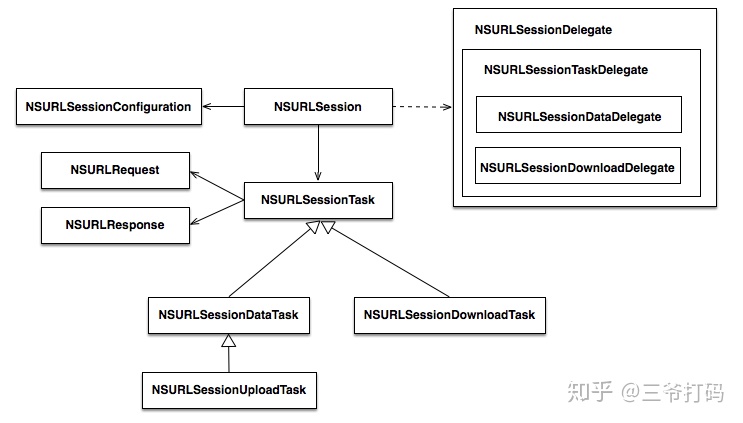 NSURLSessionDelegate
NSURLSessionTaskDelegate
NSURLSessionConfiguration
NSURLSession
NSURLSessionDataDelegate
NSURLSessionDownloadDelegate
NSURLRequest
NSURLSessionTask
NSURLResponse
NSURLSessionDataTask
NSURLSessionDownloadTask
NSURLSessionUploadTask
知乎 @三爷打码